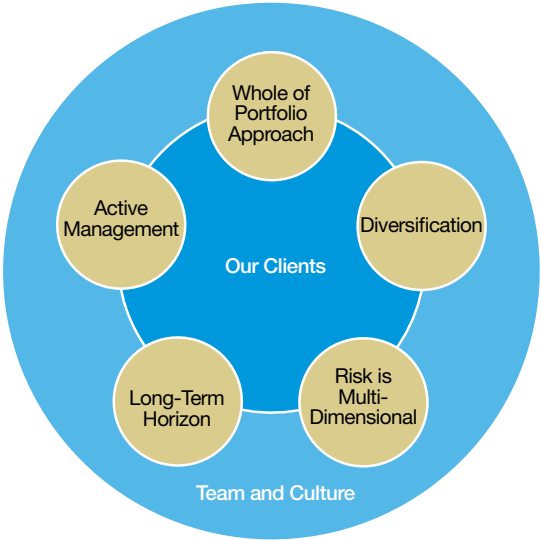 Whole of
Portfolio
Approach
Active
Management
Diversification
Our Clients
Long-Term
Horizon
Risk is
Multi-
Dimensional
Team and Culture